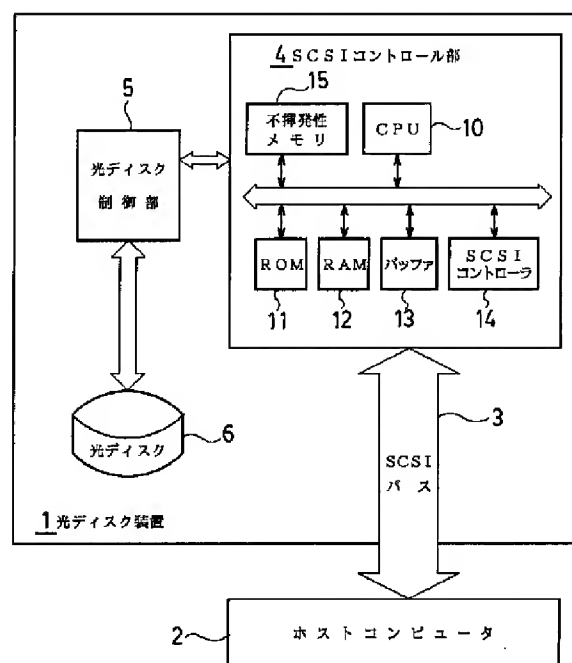 4 SCSIコントロール部
15
不揮発性
メモリ
CPU
10
5
光ディスク
制御部
ROM
RAM
バッファ
SCSI
コントローラ
11
12
13
14
光ディスク
6
3
SCSI
バス
1 光ディスク装置
2
ホストコンピュータ